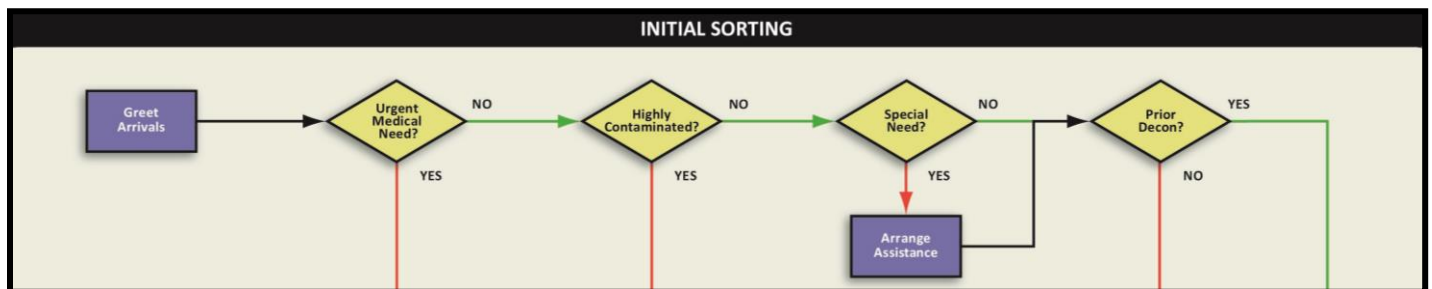 INITIAL SORTING
Greet
Arrivals
Urgent
Medical
Need?
NO
YES
Highly
Contaminated?
NO
YES
Special
Need?
NO
YES
Arrange
Assistance
Prior
Decon?
YES
NO